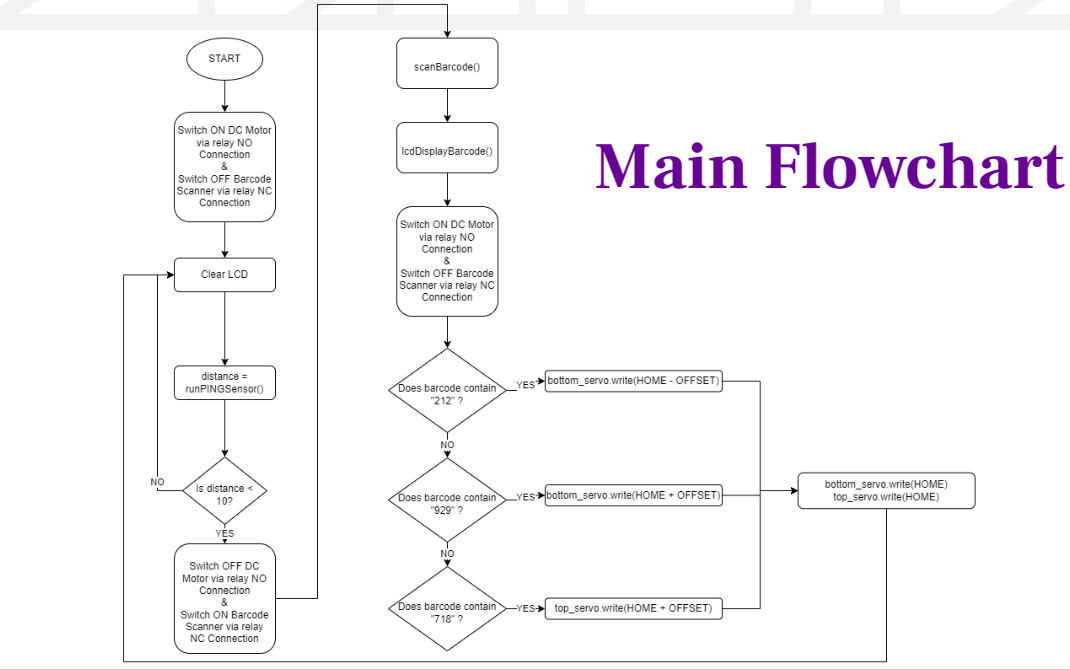 START
Switch ON DC Motor
via relay NO
Connection
&
Switch OFF Barcode
Scanner via relay NC
Connection
Clear LCD
distance =
runPINGSensor()
Is distance <
10?
NO
YES
Switch OFF DC
Motor via relay NO
Connection
&
Switch ON Barcode
Scanner via relay
NC Connection
scanBarcode()
lcdDisplayBarcode()
Switch ON DC Motor
via relay NO
Connection
&
Switch OFF Barcode
Scanner via relay NC
Connection
Does barcode contain
"212" ?
YES
bottom_servo.write(HOME - OFFSET)
NO
Does barcode contain
"929" ?
YES
bottom_servo.write(HOME + OFFSET)
NO
Does barcode contain
"718" ?
YES
top_servo.write(HOME + OFFSET)
bottom_servo.write(HOME)
top_servo.write(HOME)
Main Flowchart